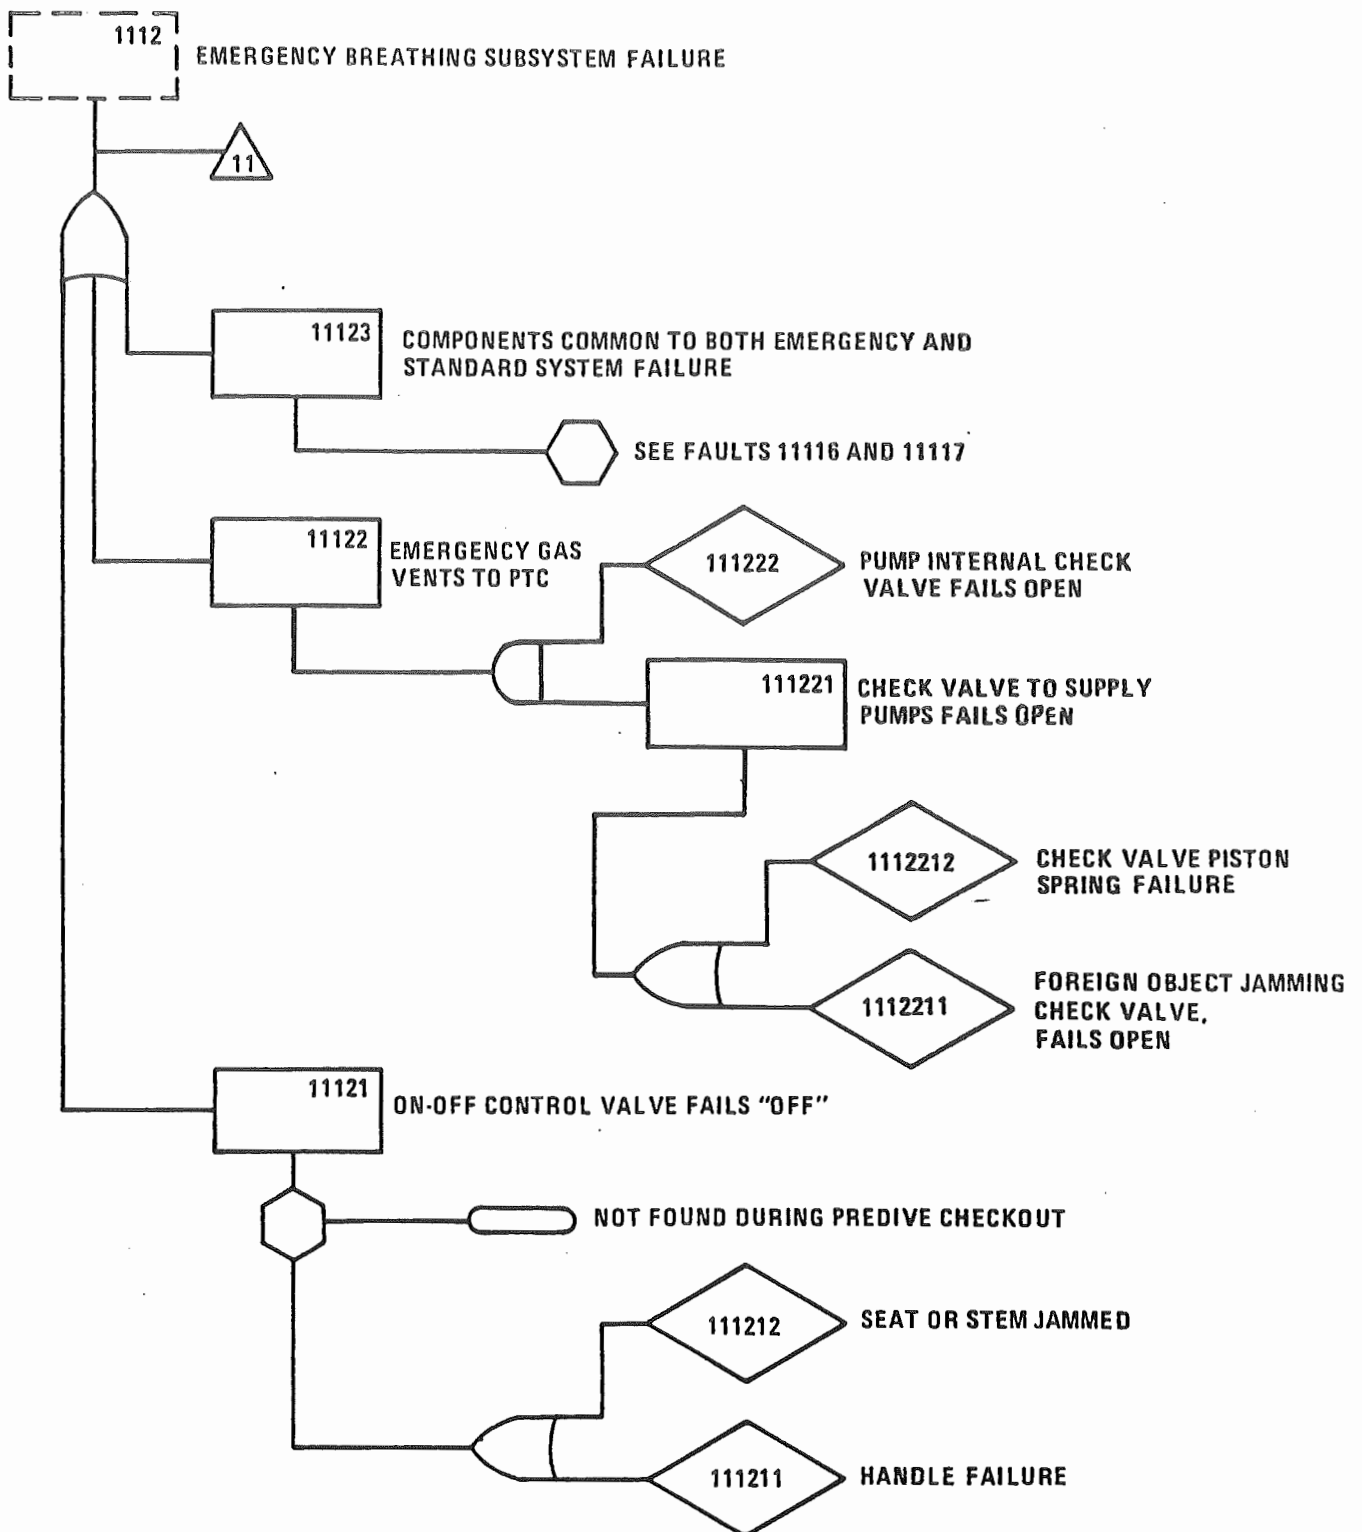 1112
EMERGENCY BREATHING SUBSYSTEM FAILURE
11
11123
COMPONENTS COMMON TO BOTH EMERGENCY AND
STANDARD SYSTEM FAILURE
SEE FAULTS 11116 AND 11117
11122
EMERGENCY GAS
VENTS TO PTC
111222
PUMP INTERNAL CHECK
VALVE FAILS OPEN
111221
CHECK VALVE TO SUPPLY
PUMPS FAILS OPEN
1112212
CHECK VALVE PISTON
SPRING FAILURE
1112211
FOREIGN OBJECT JAMMING
CHECK VALVE,
FAILS OPEN
11121
ON-OFF CONTROL VALVE FAILS "OFF"
NOT FOUND DURING PREDIVE CHECKOUT
111212
SEAT OR STEM JAMMED
111211
HANDLE FAILURE